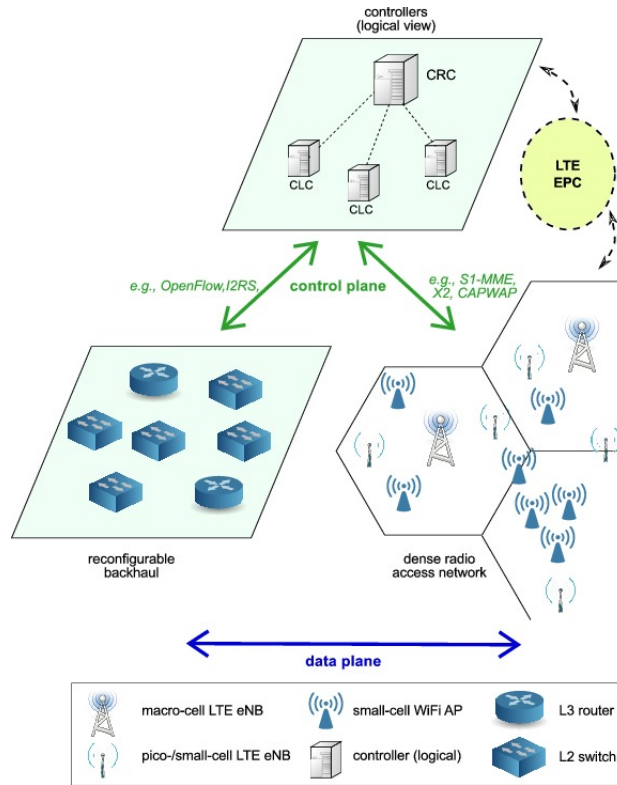 controllers
(logical view)
CRC
CLC
CLC
CLC
LTE
EPC
e.g., OpenFlow,I2RS,
control plane
e.g., S1-MME,
X2, CAPWAP
reconfigurable
backhaul
dense radio
access network
data plane
macro-cell LTE eNB
small-cell WiFi AP
L3 router
pico-/small-cell LTE eNB
controller (logical)
L2 switch